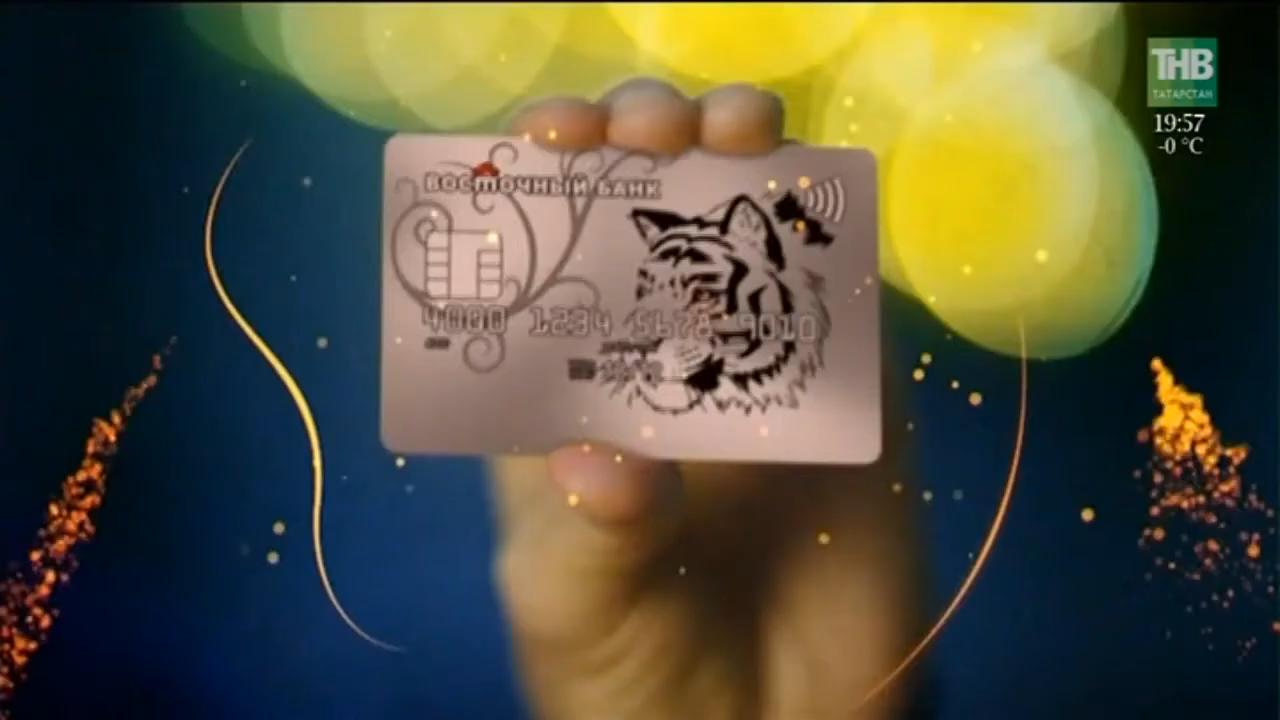 ТНВ
ТАТАРСТАН
19:57
-0 °C
ВОСТОЧНЫЙ БАНК
4000 1234 5678 9010